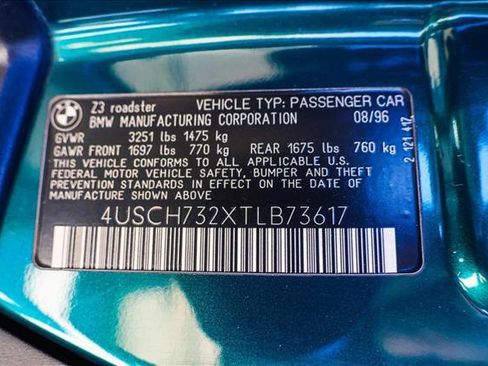 BMW Z3 roadster VEHICLE TYP: PASSENGER CAR
BMW MANUFACTURING CORPORATION 08/96
GVWR 3251 lbs 1475 kg
GAWR FRONT 1697 lbs 770 kg REAR 1675 lbs 760 kg
THIS VEHICLE CONFORMS TO ALL APPLICABLE U.S.
FEDERAL MOTOR VEHICLE SAFETY, BUMPER AND THEFT
PREVENTION STANDARDS IN EFFECT ON THE DATE OF
MANUFACTURE SHOWN ABOVE
4USCH732XTLB73617
2 121 417